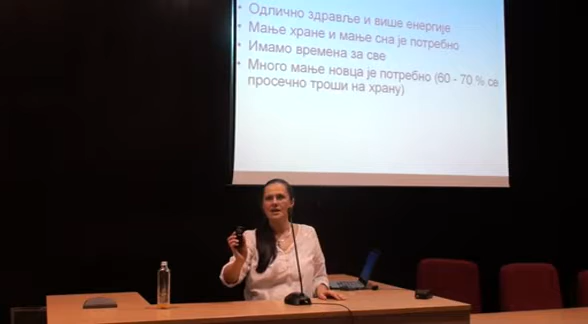 • Одлично здравље и више енергије
• Мање хране и мање сна је потребно
• Имамо времена за све
• Много мање новца је потребно (60 - 70 % се
просечно троши на храну)